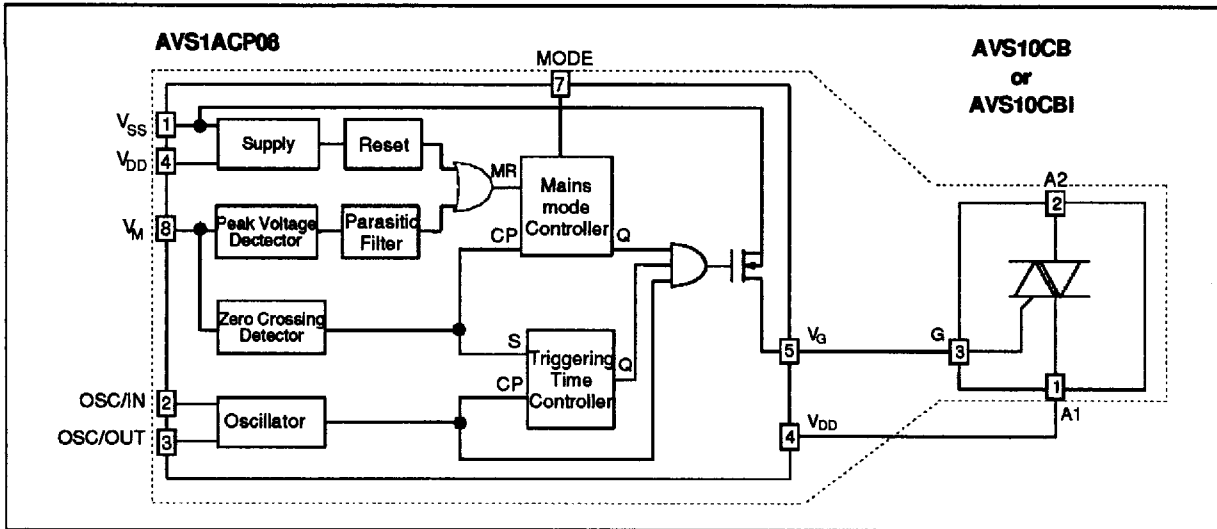 AVS1ACP08
AVS10CB
or
AVS10CBI
MODE
7
VSS
1
VDD
4
VM
8
Supply
Reset
MR
Mains
mode
Controller
CP
Q
Peak Voltage
Dectector
Parasitic
Filter
Zero Crossing
Detector
S
Triggering
Time
Controller
CP
Q
OSC/IN
2
OSC/OUT
3
Oscillator
5
VG
4
VDD
A2
2
G
3
1
A1